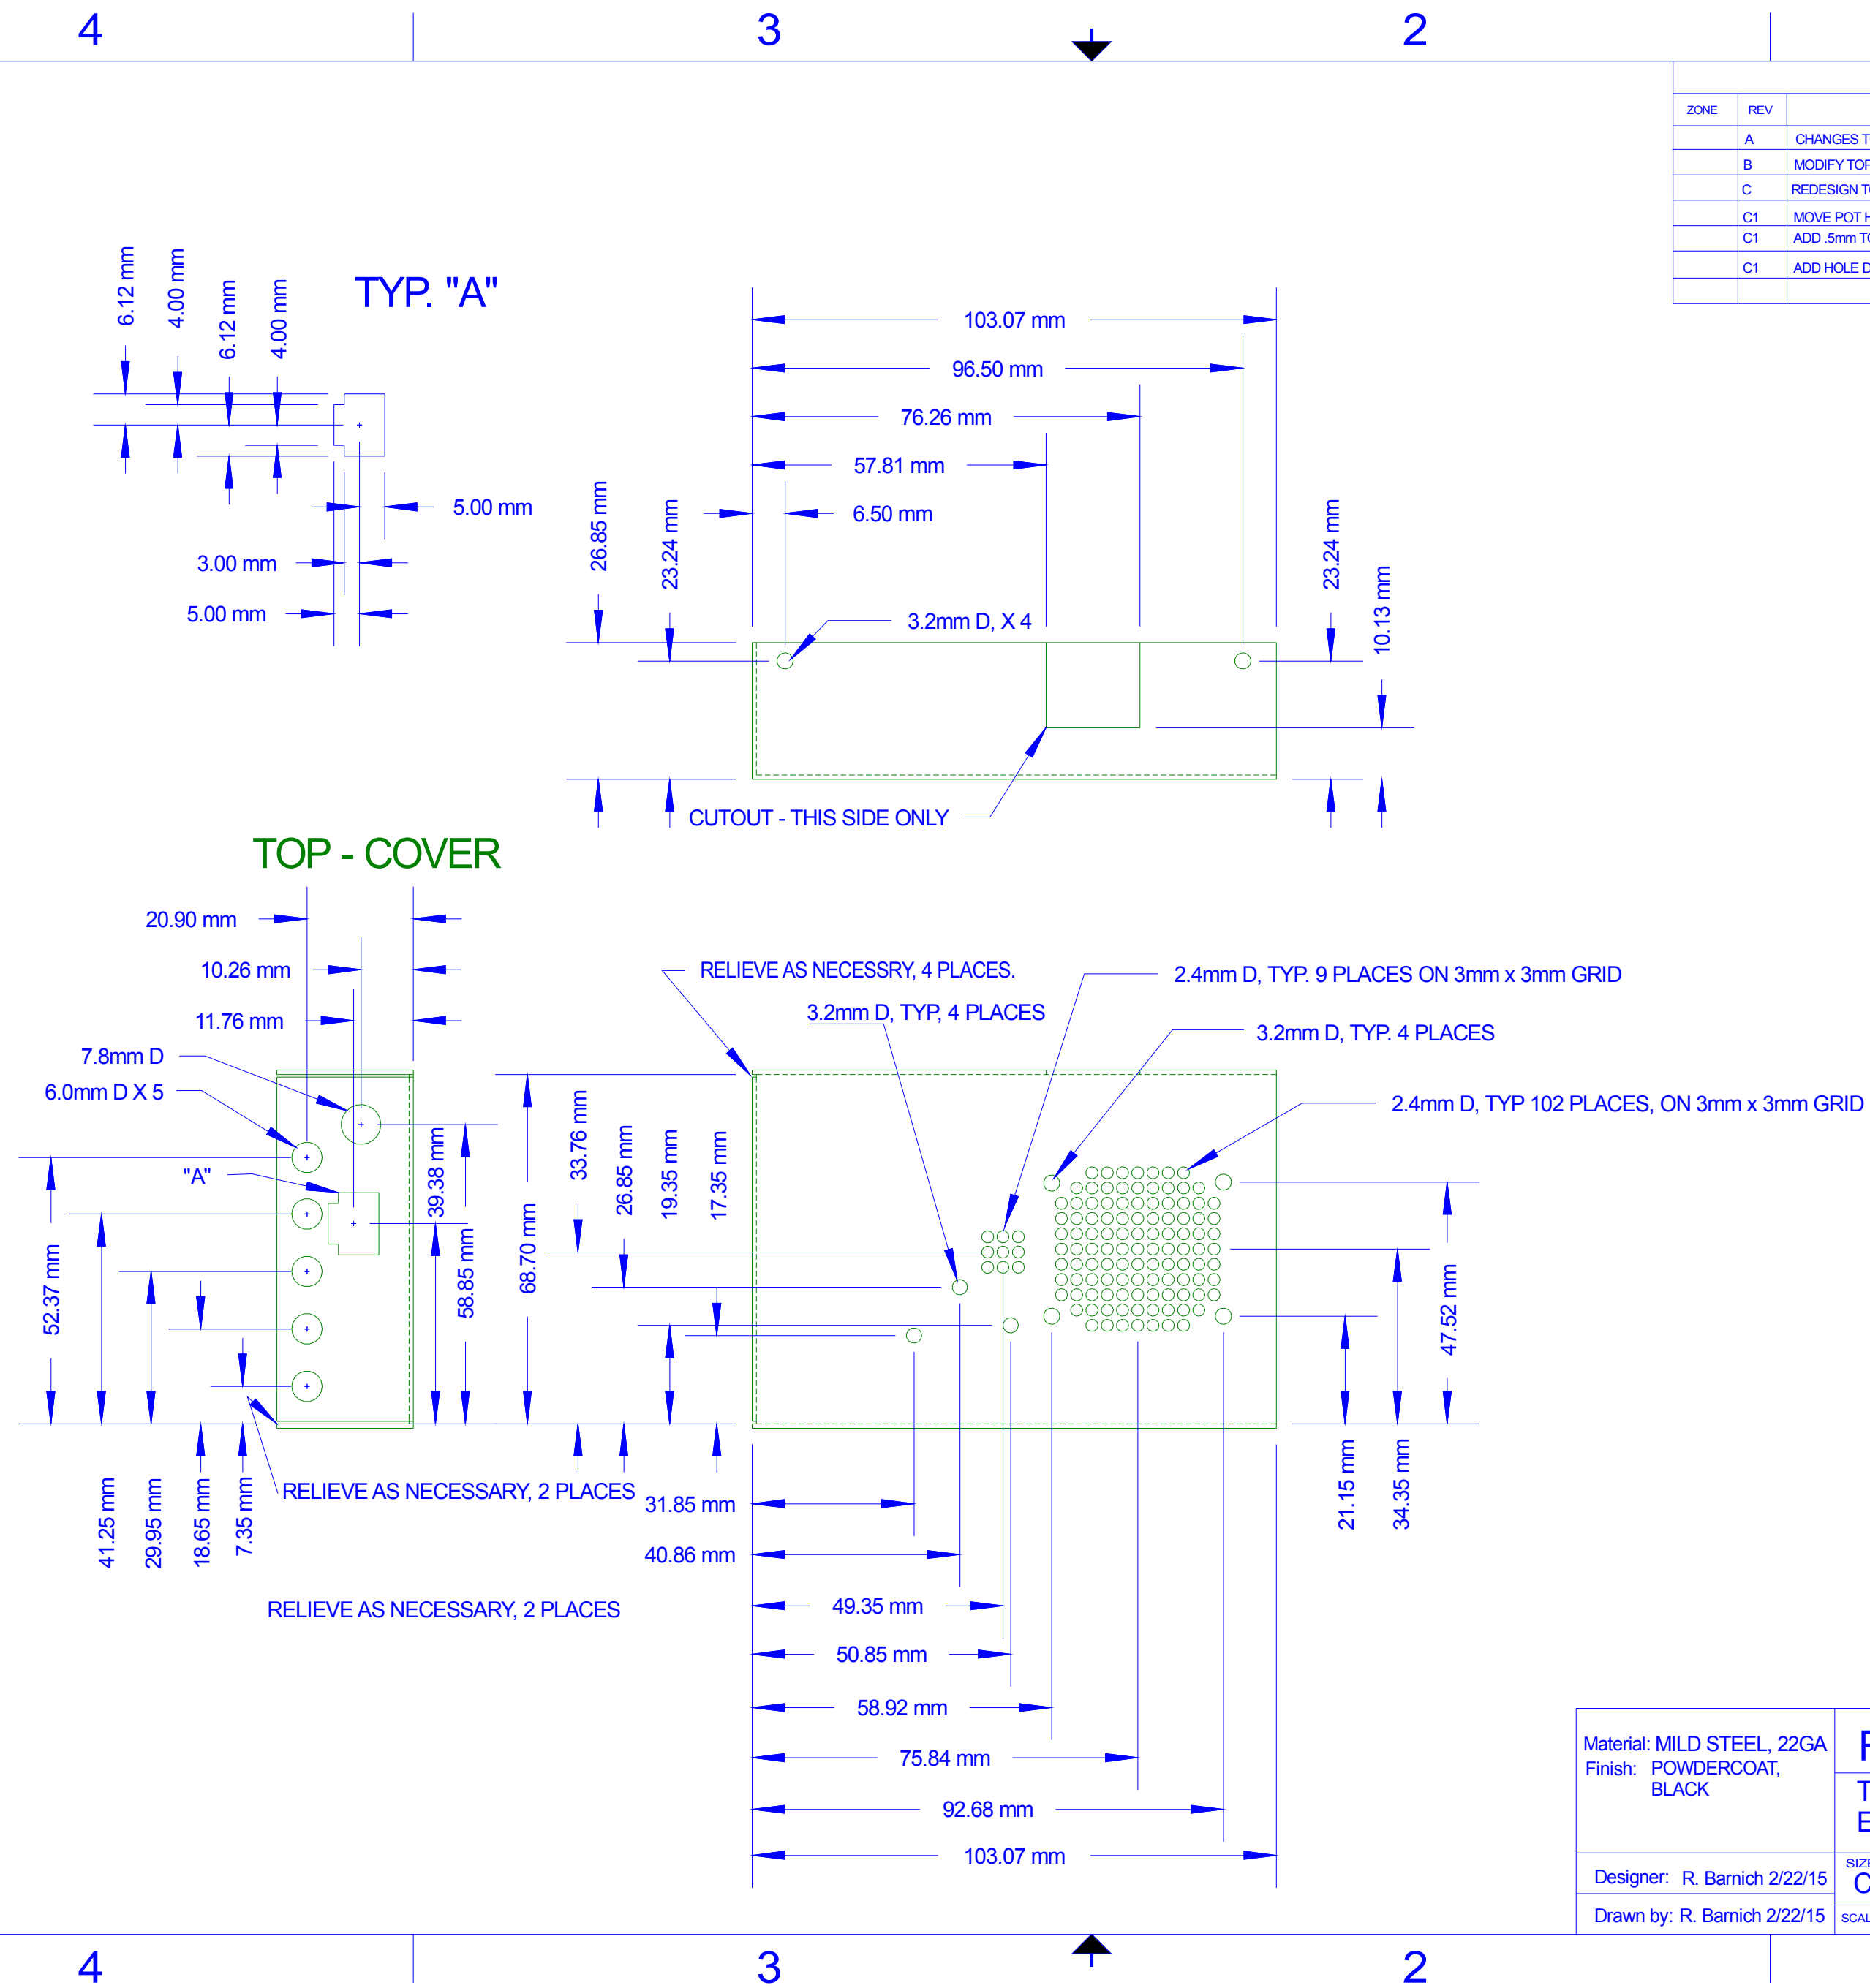 4
3
2
ZONE
REV
A
CHANGES T
B
MODIFY TOP
C
REDESIGN T
C1
MOVE POT H
C1
ADD .5mm T
C1
ADD HOLE D
TYP. "A"
6.12 mm
4.00 mm
6.12 mm
4.00 mm
5.00 mm
3.00 mm
5.00 mm
103.07 mm
96.50 mm
76.26 mm
57.81 mm
6.50 mm
26.85 mm
23.24 mm
23.24 mm
10.13 mm
3.2mm D, X 4
CUTOUT - THIS SIDE ONLY
TOP - COVER
20.90 mm
10.26 mm
11.76 mm
7.8mm D
6.0mm D X 5
"A"
52.37 mm
41.25 mm
29.95 mm
18.65 mm
7.35 mm
39.38 mm
58.85 mm
68.70 mm
RELIEVE AS NECESSARY, 2 PLACES
RELIEVE AS NECESSARY, 2 PLACES
RELIEVE AS NECESSRY, 4 PLACES.
3.2mm D, TYP, 4 PLACES
2.4mm D, TYP. 9 PLACES ON 3mm x 3mm GRID
3.2mm D, TYP. 4 PLACES
2.4mm D, TYP 102 PLACES, ON 3mm x 3mm GRID
33.76 mm
26.85 mm
19.35 mm
17.35 mm
47.52 mm
21.15 mm
34.35 mm
31.85 mm
40.86 mm
49.35 mm
50.85 mm
58.92 mm
75.84 mm
92.68 mm
103.07 mm
Material: MILD STEEL, 22GA
Finish: POWDERCOAT,
BLACK
Designer: R. Barnich 2/22/15
Drawn by: R. Barnich 2/22/15
T
E
SIZE
C
SCAL
4
3
2